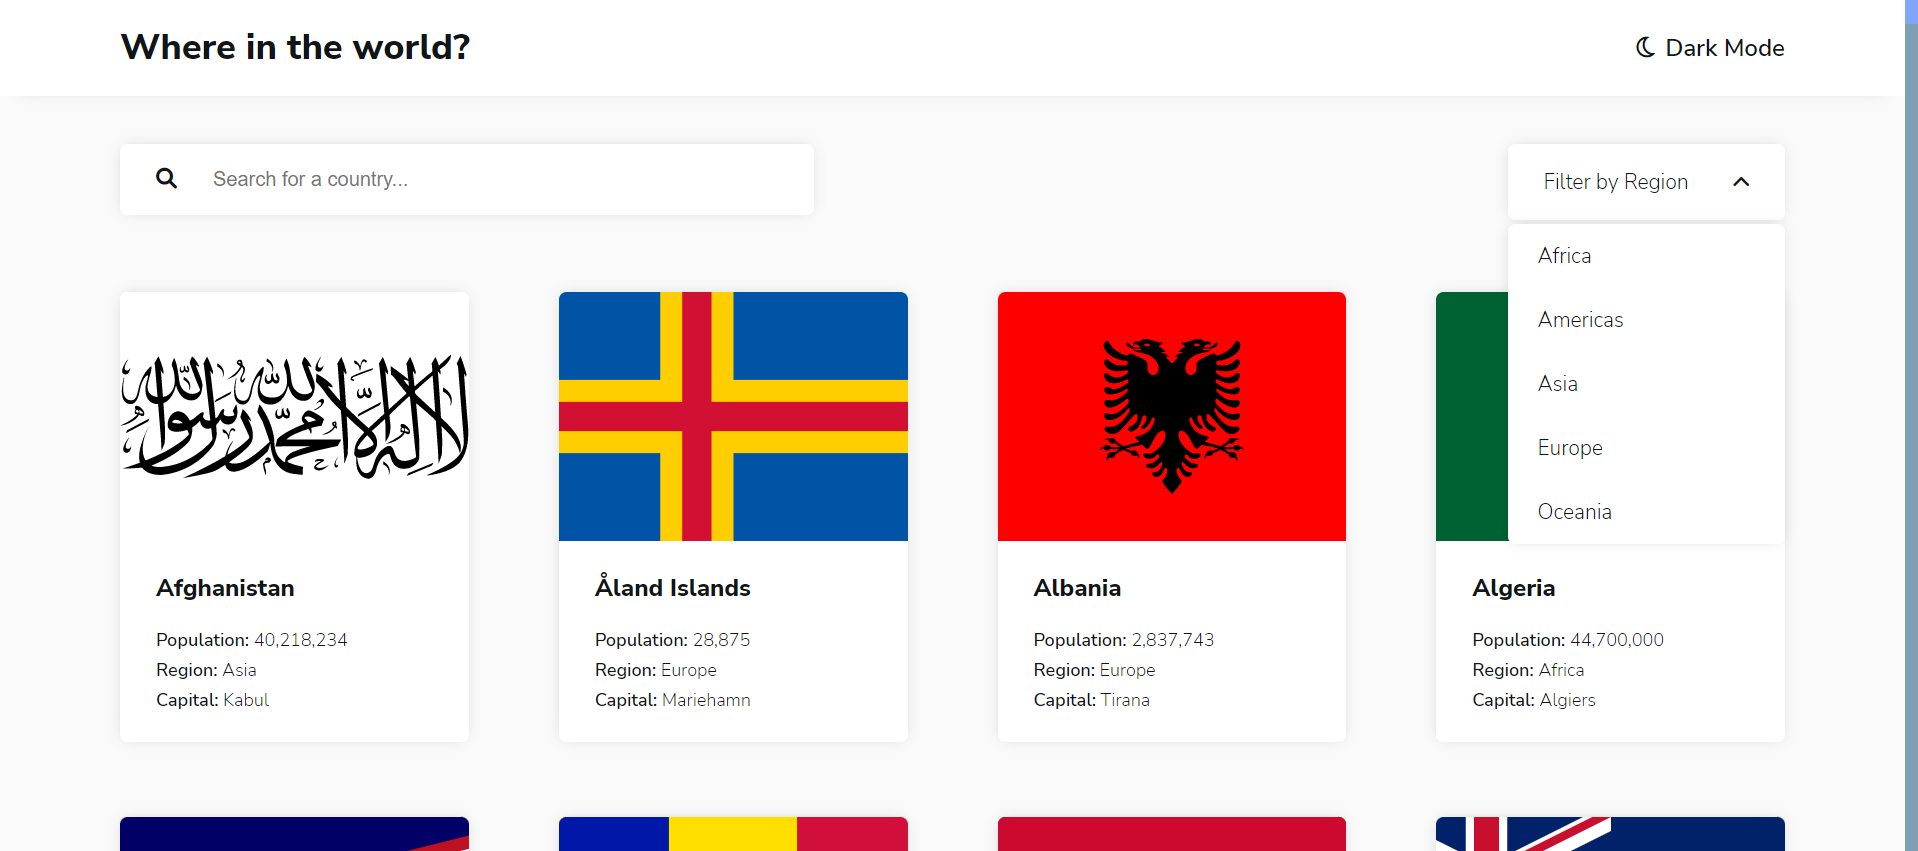 Where in the world?
Dark Mode
Search for a country...
Filter by Region
Africa
Americas
Asia
Europe
Oceania
لا إله إلا الله محمد رسول الله
Afghanistan
Population: 40,218,234
Region: Asia
Capital: Kabul
Åland Islands
Population: 28,875
Region: Europe
Capital: Mariehamn
Albania
Population: 2,837,743
Region: Europe
Capital: Tirana
Algeria
Population: 44,700,000
Region: Africa
Capital: Algiers